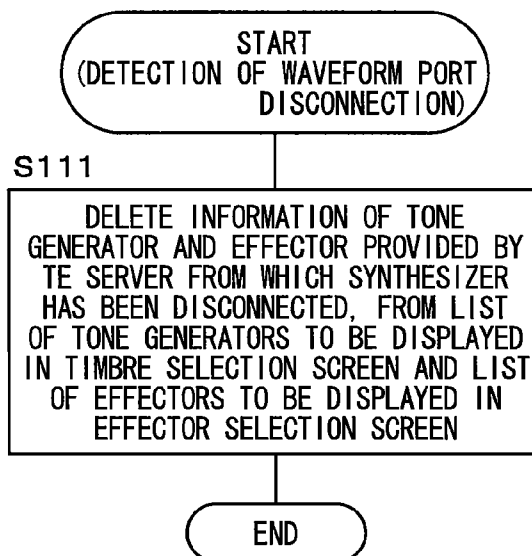 START
(DETECTION OF WAVEFORM PORT
DISCONNECTION)
S111
DELETE INFORMATION OF TONE
GENERATOR AND EFFECTOR PROVIDED BY
TE SERVER FROM WHICH SYNTHESIZER
HAS BEEN DISCONNECTED, FROM LIST
OF TONE GENERATORS TO BE DISPLAYED
IN TIMBRE SELECTION SCREEN AND LIST
OF EFFECTORS TO BE DISPLAYED IN
EFFECTOR SELECTION SCREEN
END